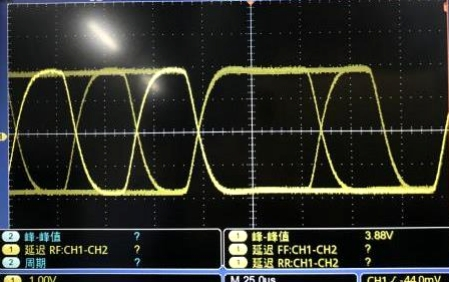 2 峰-峰值 ?
1 延迟 RF:CH1-CH2 ?
2 周期 ?
1 峰-峰值 3.88V
1 延迟 FF:CH1-CH2 ?
1 延迟 RR:CH1-CH2 ?
1 1.00V M 25.0us CH1 / -44.0mV